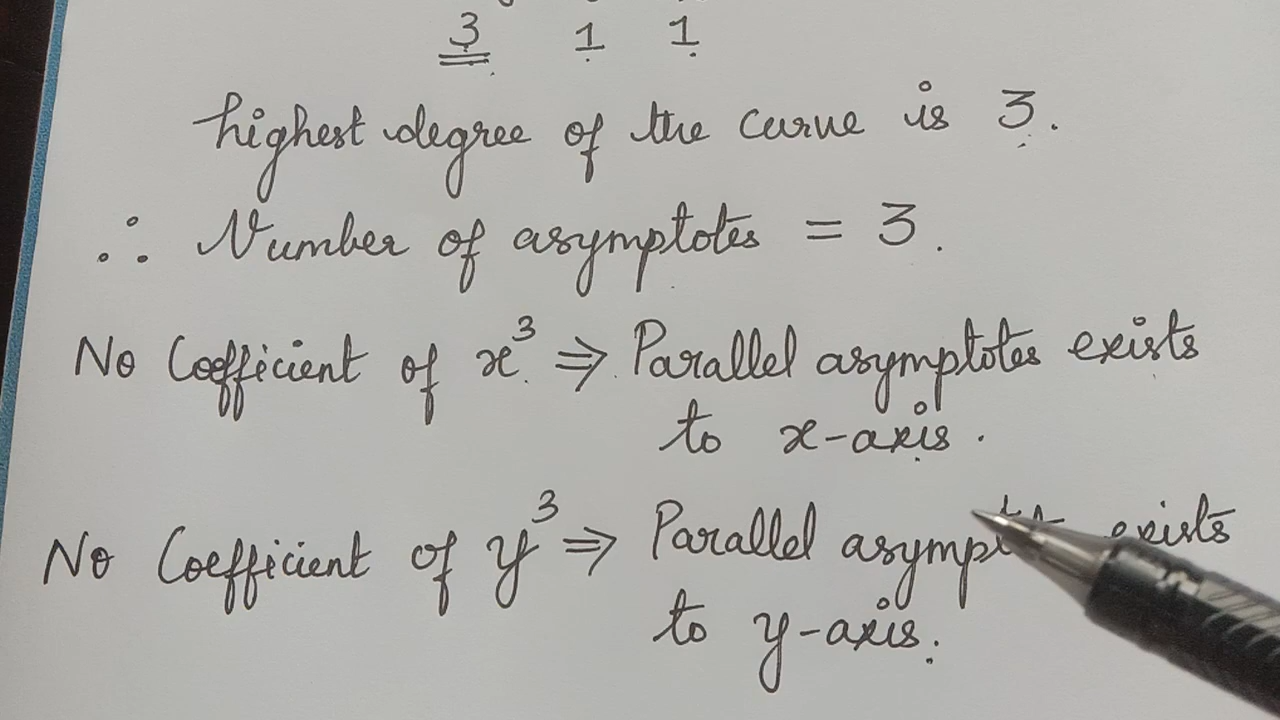 3 1 1
highest degree of the curve is 3.
∴ Number of asymptotes = 3.
No Coefficient of x³ ⇒ Parallel asymptotes exists
to x-axis.
No Coefficient of y³ ⇒ Parallel exists
to y-axis.